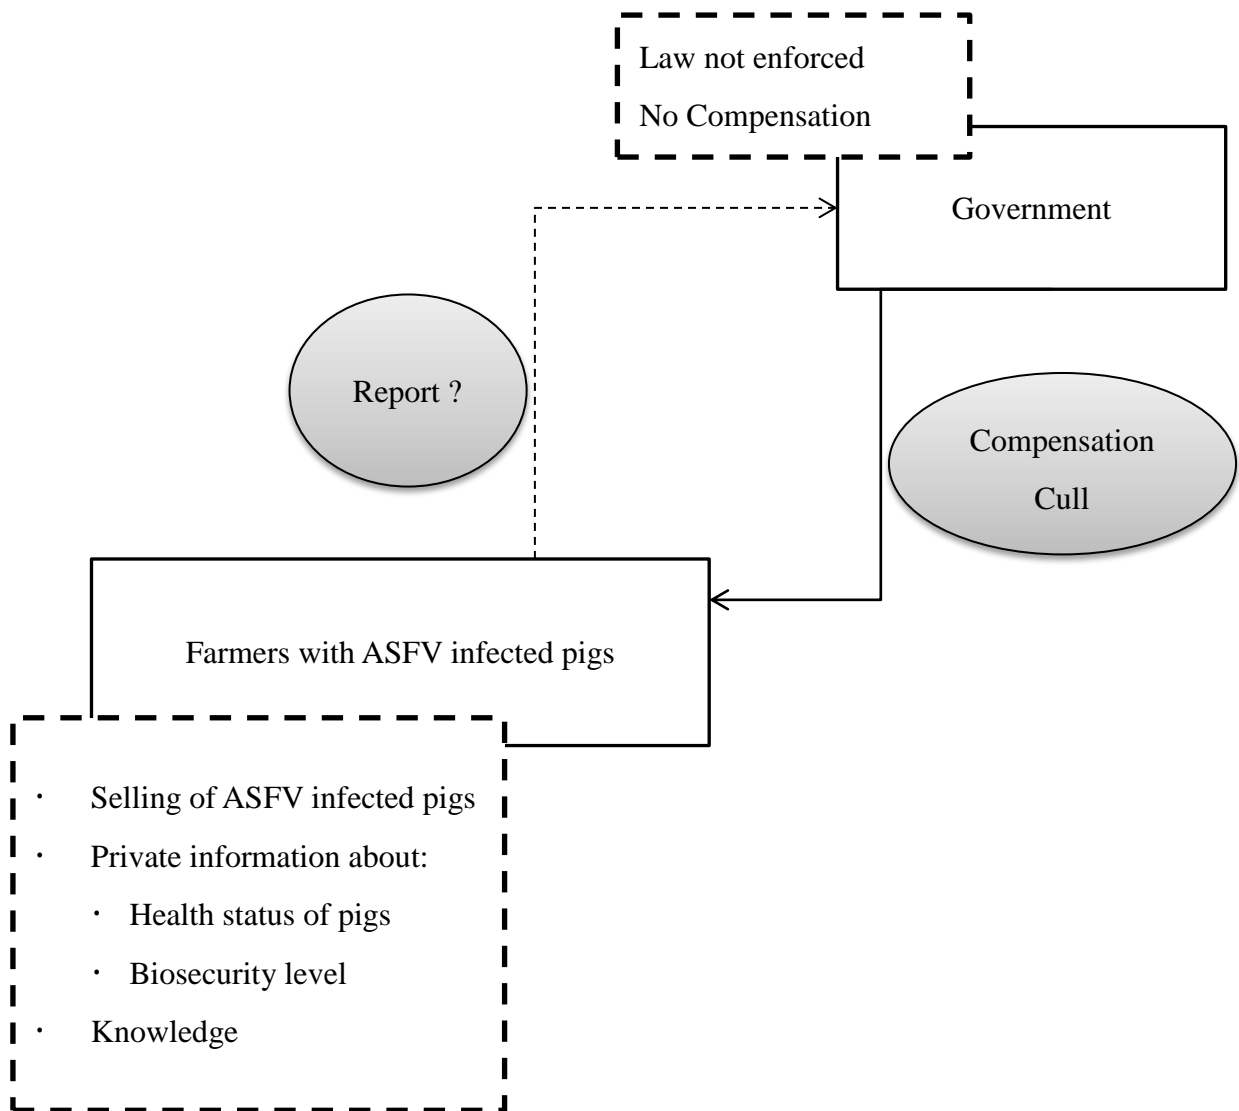 Law not enforced
No Compensation
Government
Report ?
Compensation
Cull
Farmers with ASFV infected pigs
· Selling of ASFV infected pigs
· Private information about:
· Health status of pigs
· Biosecurity level
· Knowledge